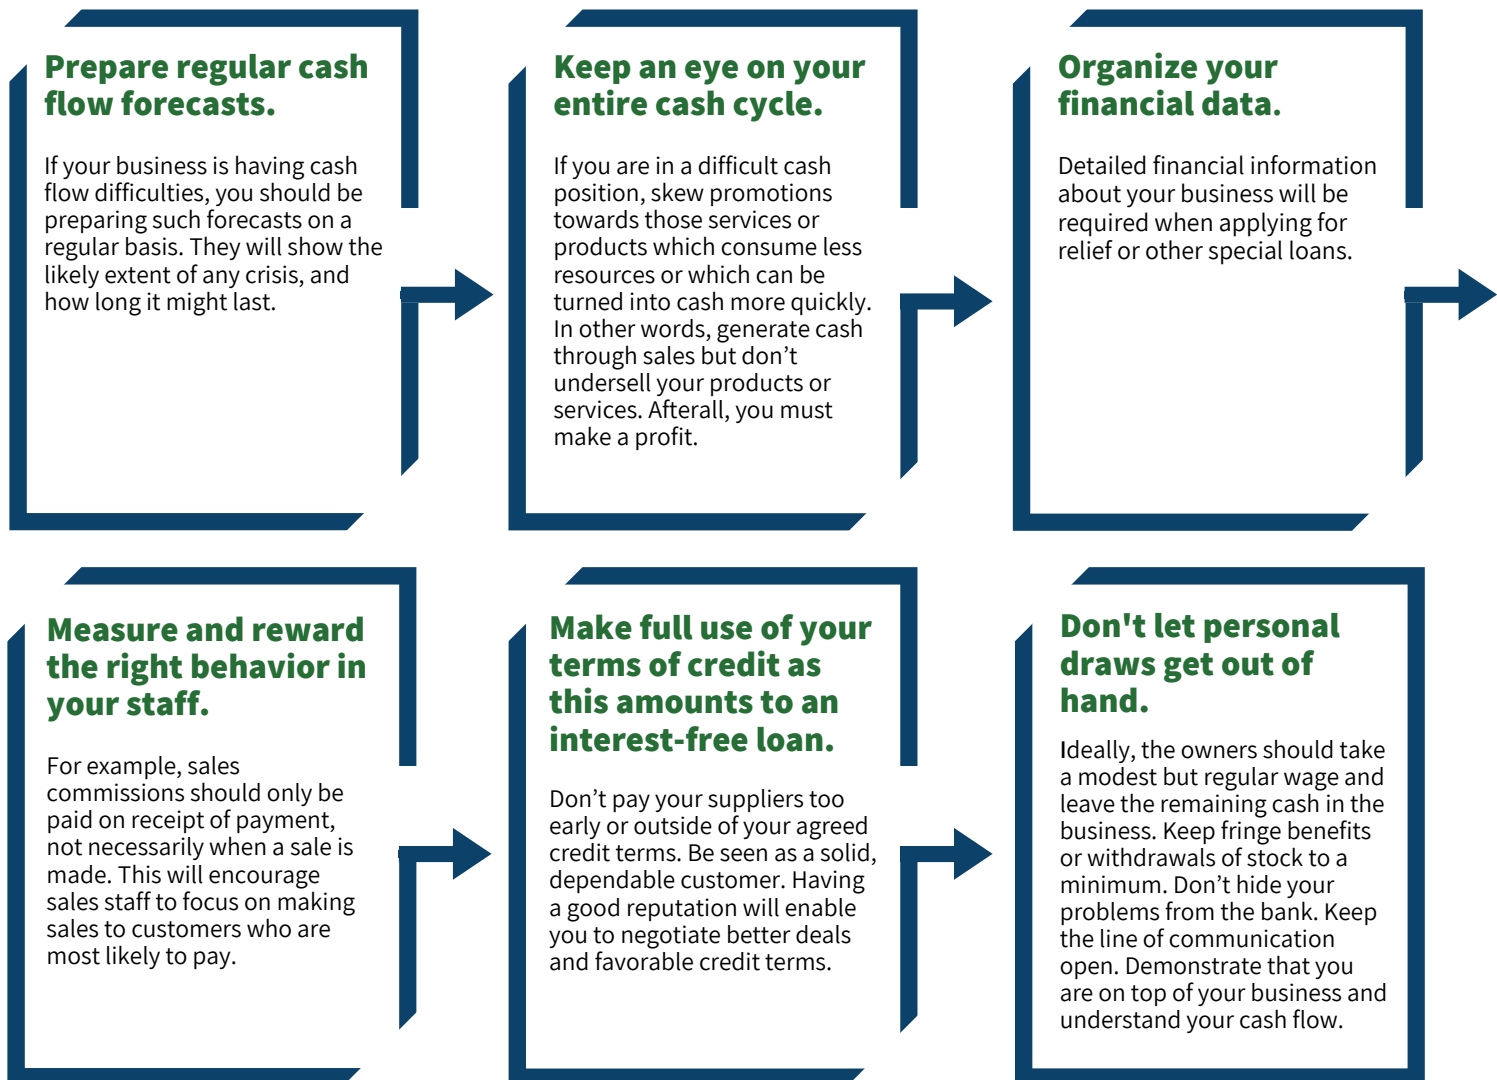 Prepare regular cash
flow forecasts.
If your business is having cash
flow difficulties, you should be
preparing such forecasts on a
regular basis. They will show the
likely extent of any crisis, and
how long it might last.
Keep an eye on your
entire cash cycle.
If you are in a difficult cash
position, skew promotions
towards those services or
products which consume less
resources or which can be
turned into cash more quickly.
In other words, generate cash
through sales but don’t
undersell your products or
services. Afterall, you must
make a profit.
Organize your
financial data.
Detailed financial information
about your business will be
required when applying for
relief or other special loans.
Measure and reward
the right behavior in
your staff.
For example, sales
commissions should only be
paid on receipt of payment,
not necessarily when a sale is
made. This will encourage
sales staff to focus on making
sales to customers who are
most likely to pay.
Make full use of your
terms of credit as
this amounts to an
interest-free loan.
Don’t pay your suppliers too
early or outside of your agreed
credit terms. Be seen as a solid,
dependable customer. Having
a good reputation will enable
you to negotiate better deals
and favorable credit terms.
Don't let personal
draws get out of
hand.
Ideally, the owners should take
a modest but regular wage and
leave the remaining cash in the
business. Keep fringe benefits
or withdrawals of stock to a
minimum. Don’t hide your
problems from the bank. Keep
the line of communication
open. Demonstrate that you
are on top of your business and
understand your cash flow.